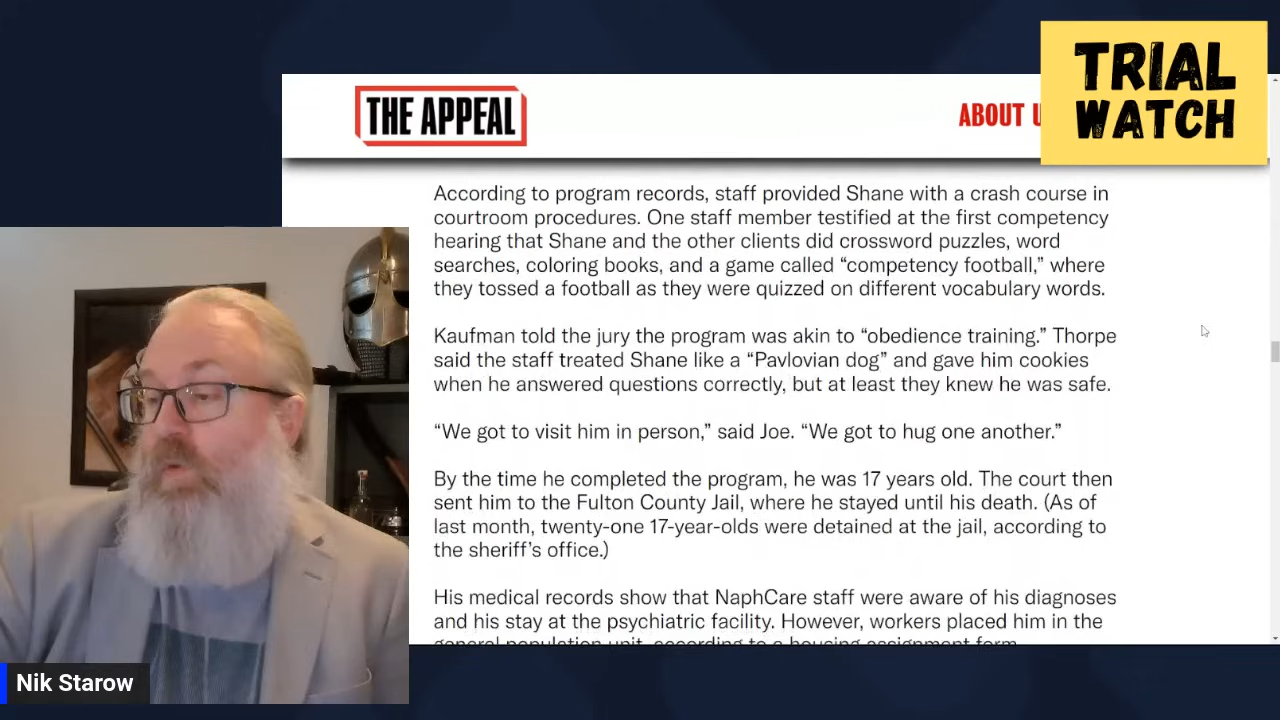 TRIAL
WATCH
THE APPEAL
ABOUT
According to program records, staff provided Shane with a crash course in
courtroom procedures. One staff member testified at the first competency
hearing that Shane and the other clients did crossword puzzles, word
searches, coloring books, and a game called “competency football,” where
they tossed a football as they were quizzed on different vocabulary words.
Kaufman told the jury the program was akin to “obedience training.” Thorpe
said the staff treated Shane like a “Pavlovian dog” and gave him cookies
when he answered questions correctly, but at least they knew he was safe.
“We got to visit him in person,” said Joe. “We got to hug one another.”
By the time he completed the program, he was 17 years old. The court then
sent him to the Fulton County Jail, where he stayed until his death. (As of
last month, twenty-one 17-year-olds were detained at the jail, according to
the sheriff’s office.)
His medical records show that NaphCare staff were aware of his diagnoses
and his stay at the psychiatric facility. However, workers placed him in the
general population unit, according to a housing assignment form.
Nik Starow